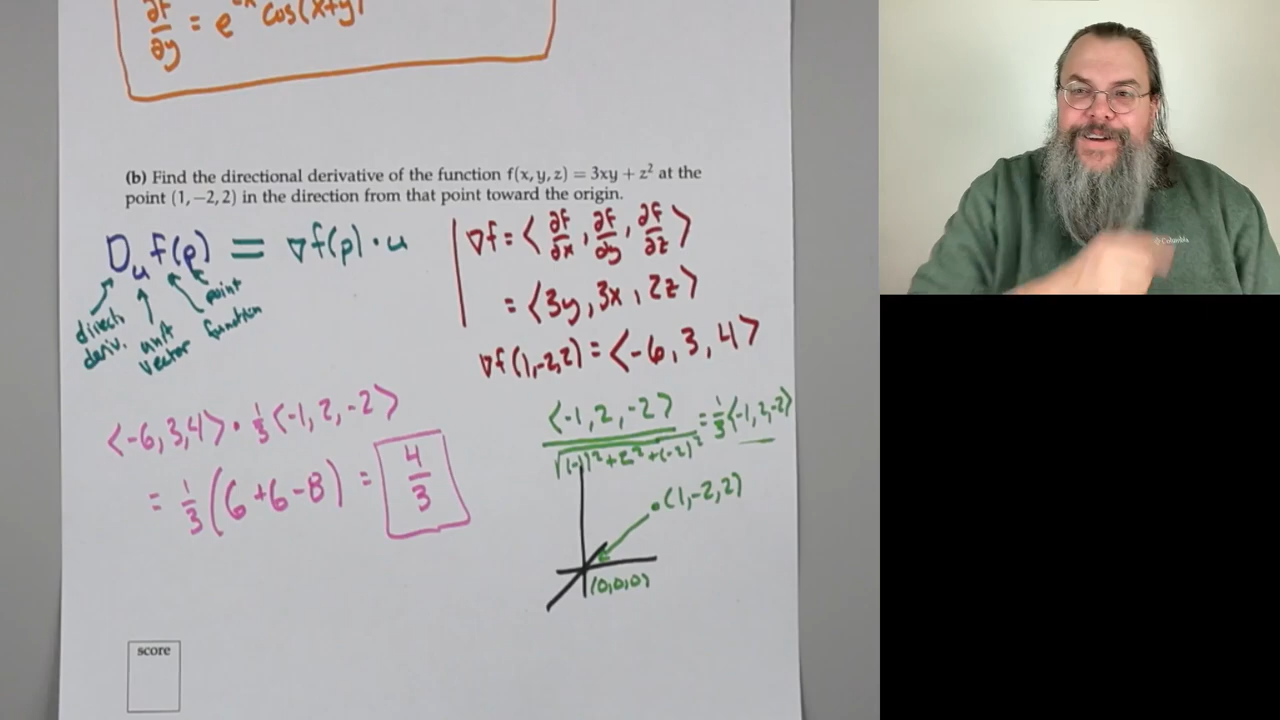 ∂f/∂y = e cos(x+y)
(b) Find the directional derivative of the function f(x, y, z) = 3xy + z² at the
point (1, −2, 2) in the direction from that point toward the origin.
D_u f(p) = ∇f(p) · u
direct. deriv.
unit vector
function
point
∇f = ⟨ ∂f/∂x , ∂f/∂y , ∂f/∂z ⟩
= ⟨3y, 3x, 2z⟩
∇f(1,-2,2) = ⟨-6, 3, 4⟩
⟨-6,3,4⟩ · 1/3 ⟨-1, 2, -2⟩
= 1/3 (6+6-8) = 4/3
⟨-1, 2, -2⟩ / √((-1)²+2²+(-2)²) = 1/3 ⟨-1,2,-2⟩
(1,-2,2)
(0,0,0)
score
Columbia